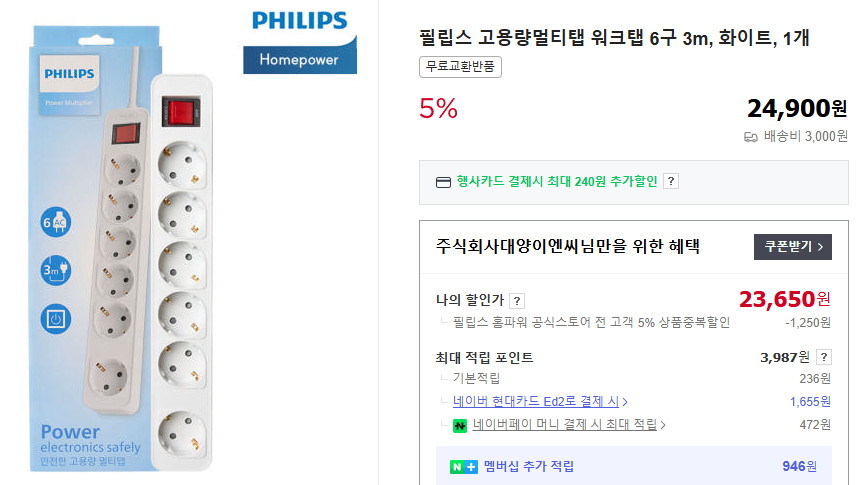 PHILIPS
Homepower
PHILIPS
Power Multiplier
6 AC
3m
Power
electronics safely
안전한 고용량 멀티탭
필립스 고용량멀티탭 워크탭 6구 3m, 화이트, 1개
무료교환반품
5% 24,900원
배송비 3,000원
행사카드 결제시 최대 240원 추가할인 ?
주식회사대양이엔씨님만을 위한 혜택 쿠폰받기 >
나의 할인가 ? 23,650원
필립스 홈파워 공식스토어 전 고객 5% 상품중복할인 -1,250원
최대 적립 포인트 3,987원 ?
기본적립 236원
네이버 현대카드 Ed2로 결제 시 > 1,655원
네이버페이 머니 결제 시 최대 적립 > 472원
N+ 멤버십 추가 적립 946원